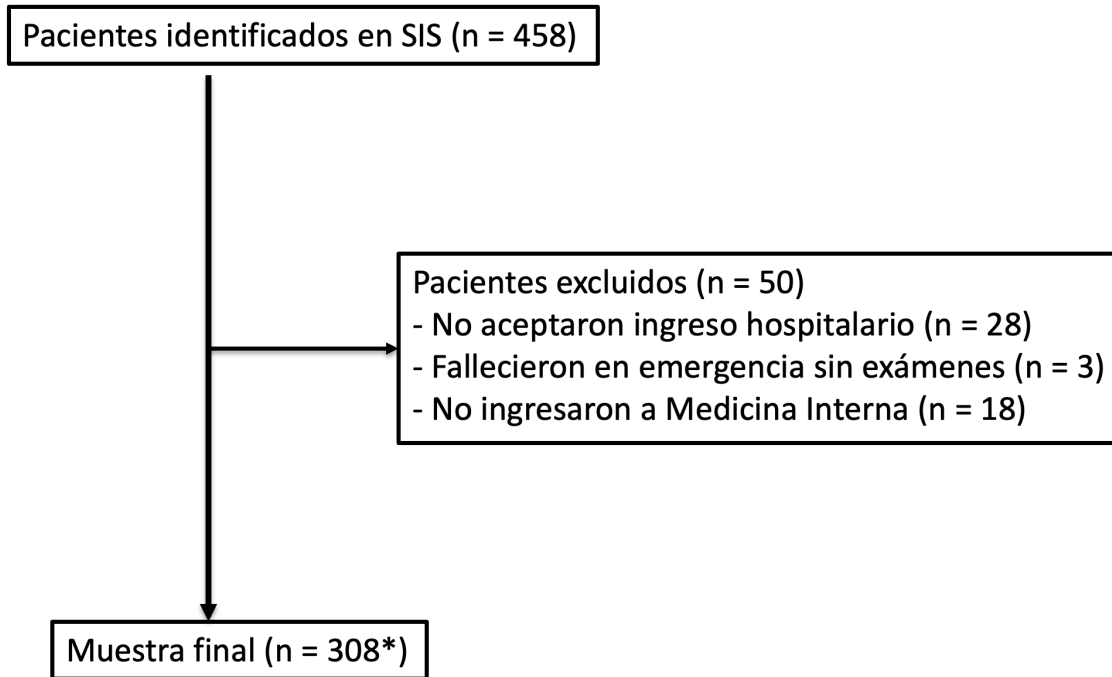 Pacientes identificados en SIS (n = 458)
Pacientes excluidos (n = 50)
- No aceptaron ingreso hospitalario (n = 28)
- Fallecieron en emergencia sin exámenes (n = 3)
- No ingresaron a Medicina Interna (n = 18)
Muestra final (n = 308*)